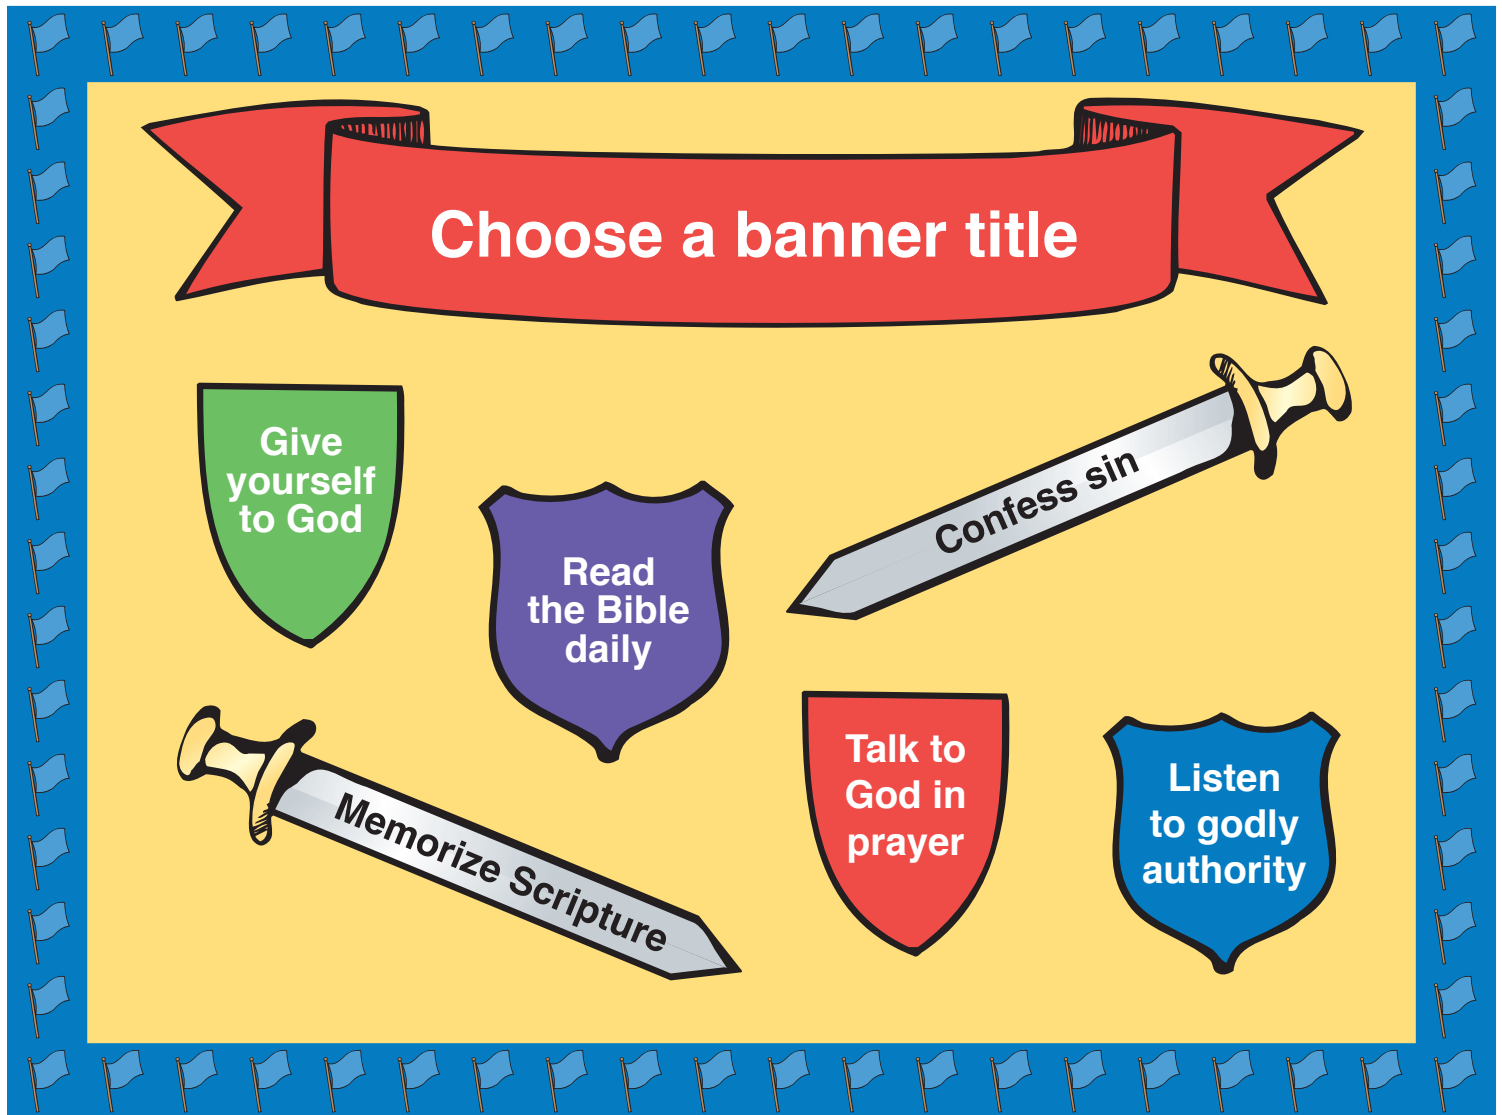 Choose a banner title
Give
yourself
to God
Read
the Bible
daily
Confess sin
Memorize Scripture
Talk to
God in
prayer
Listen
to godly
authority